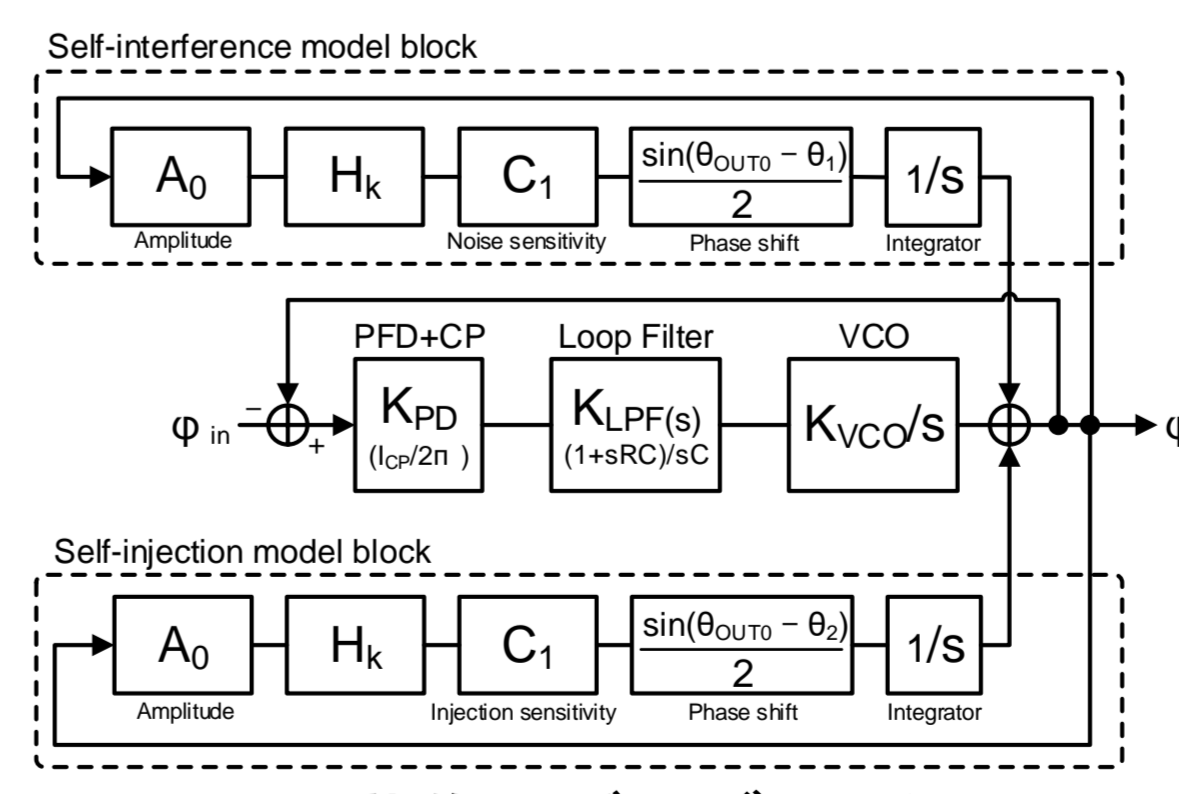 Self-interference model block
A₀
Amplitude
Hₖ
C₁
Noise sensitivity
sin(θOUT0 − θ₁)
2
Phase shift
1/s
Integrator
PFD+CP
Loop Filter
VCO
φ in
−
+
KPD
(ICP/2π )
KLPF(s)
(1+sRC)/sC
KVCO/s
Self-injection model block
A₀
Amplitude
Hₖ
C₁
Injection sensitivity
sin(θOUT0 − θ₂)
2
Phase shift
1/s
Integrator